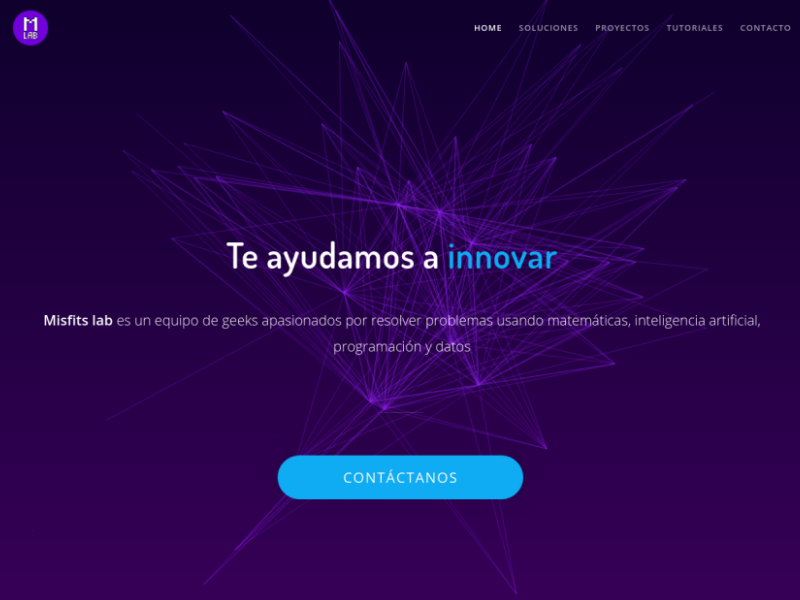 M
LAB
HOME SOLUCIONES PROYECTOS TUTORIALES CONTACTO
Te ayudamos a innovar
Misfits lab es un equipo de geeks apasionados por resolver problemas usando matemáticas, inteligencia artificial,
programación y datos
CONTÁCTANOS